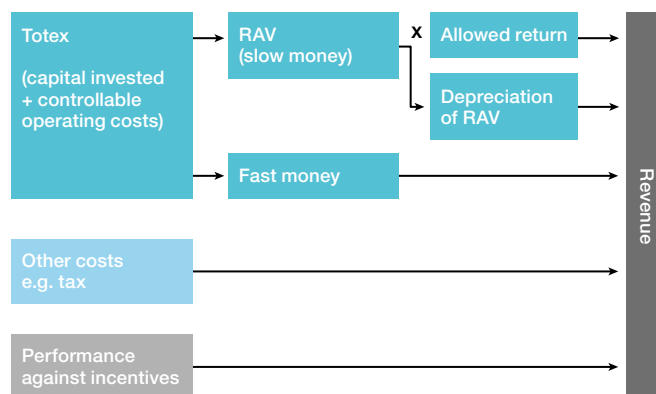 Totex
(capital invested
+ controllable
operating costs)
RAV
(slow money)
x
Allowed return
Depreciation
of RAV
Fast money
Other costs
e.g. tax
Performance
against incentives
Revenue